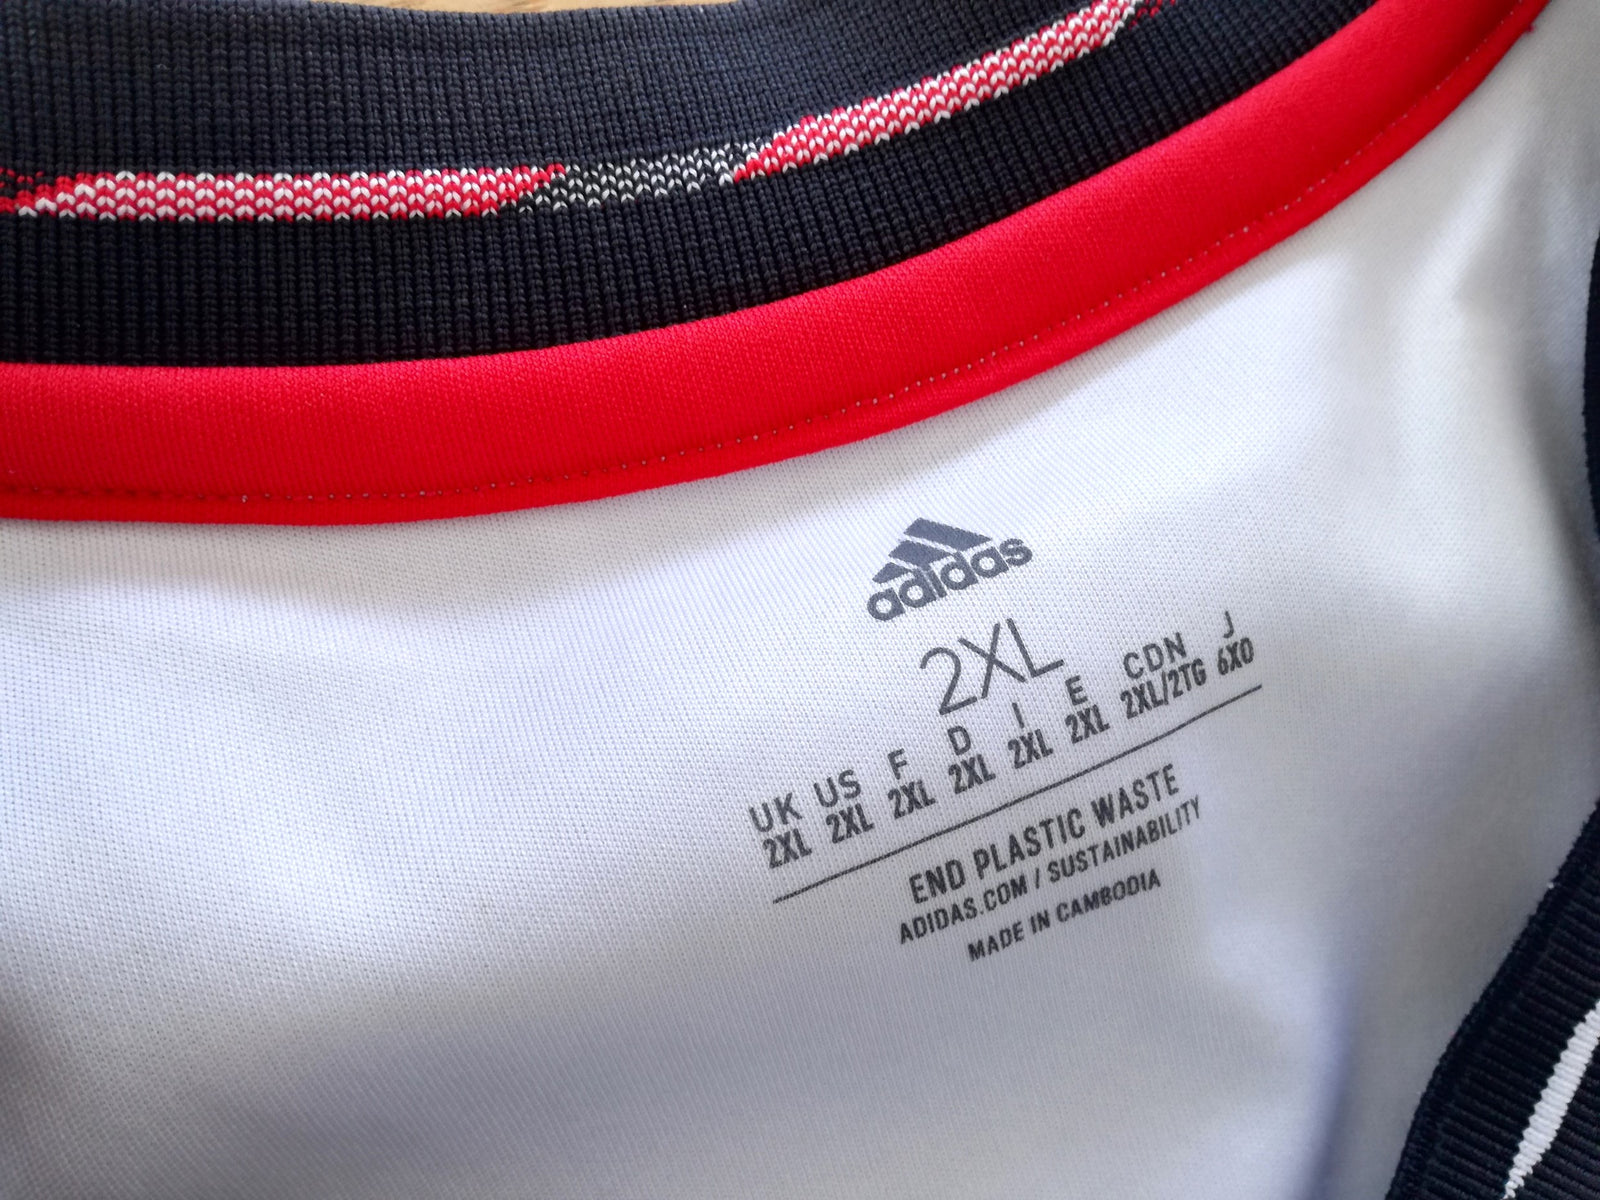 adidas
2XL
UK US F D I E CDN J
2XL 2XL 2XL 2XL 2XL 2XL 2XL/2TG 6XO
END PLASTIC WASTE
ADIDAS.COM / SUSTAINABILITY
MADE IN CAMBODIA